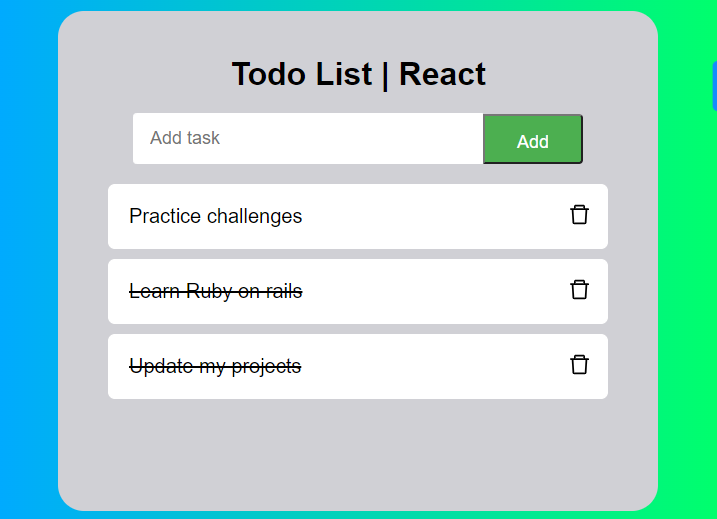 Todo List | React
Add task
Add
Practice challenges
Learn Ruby on rails
Update my projects